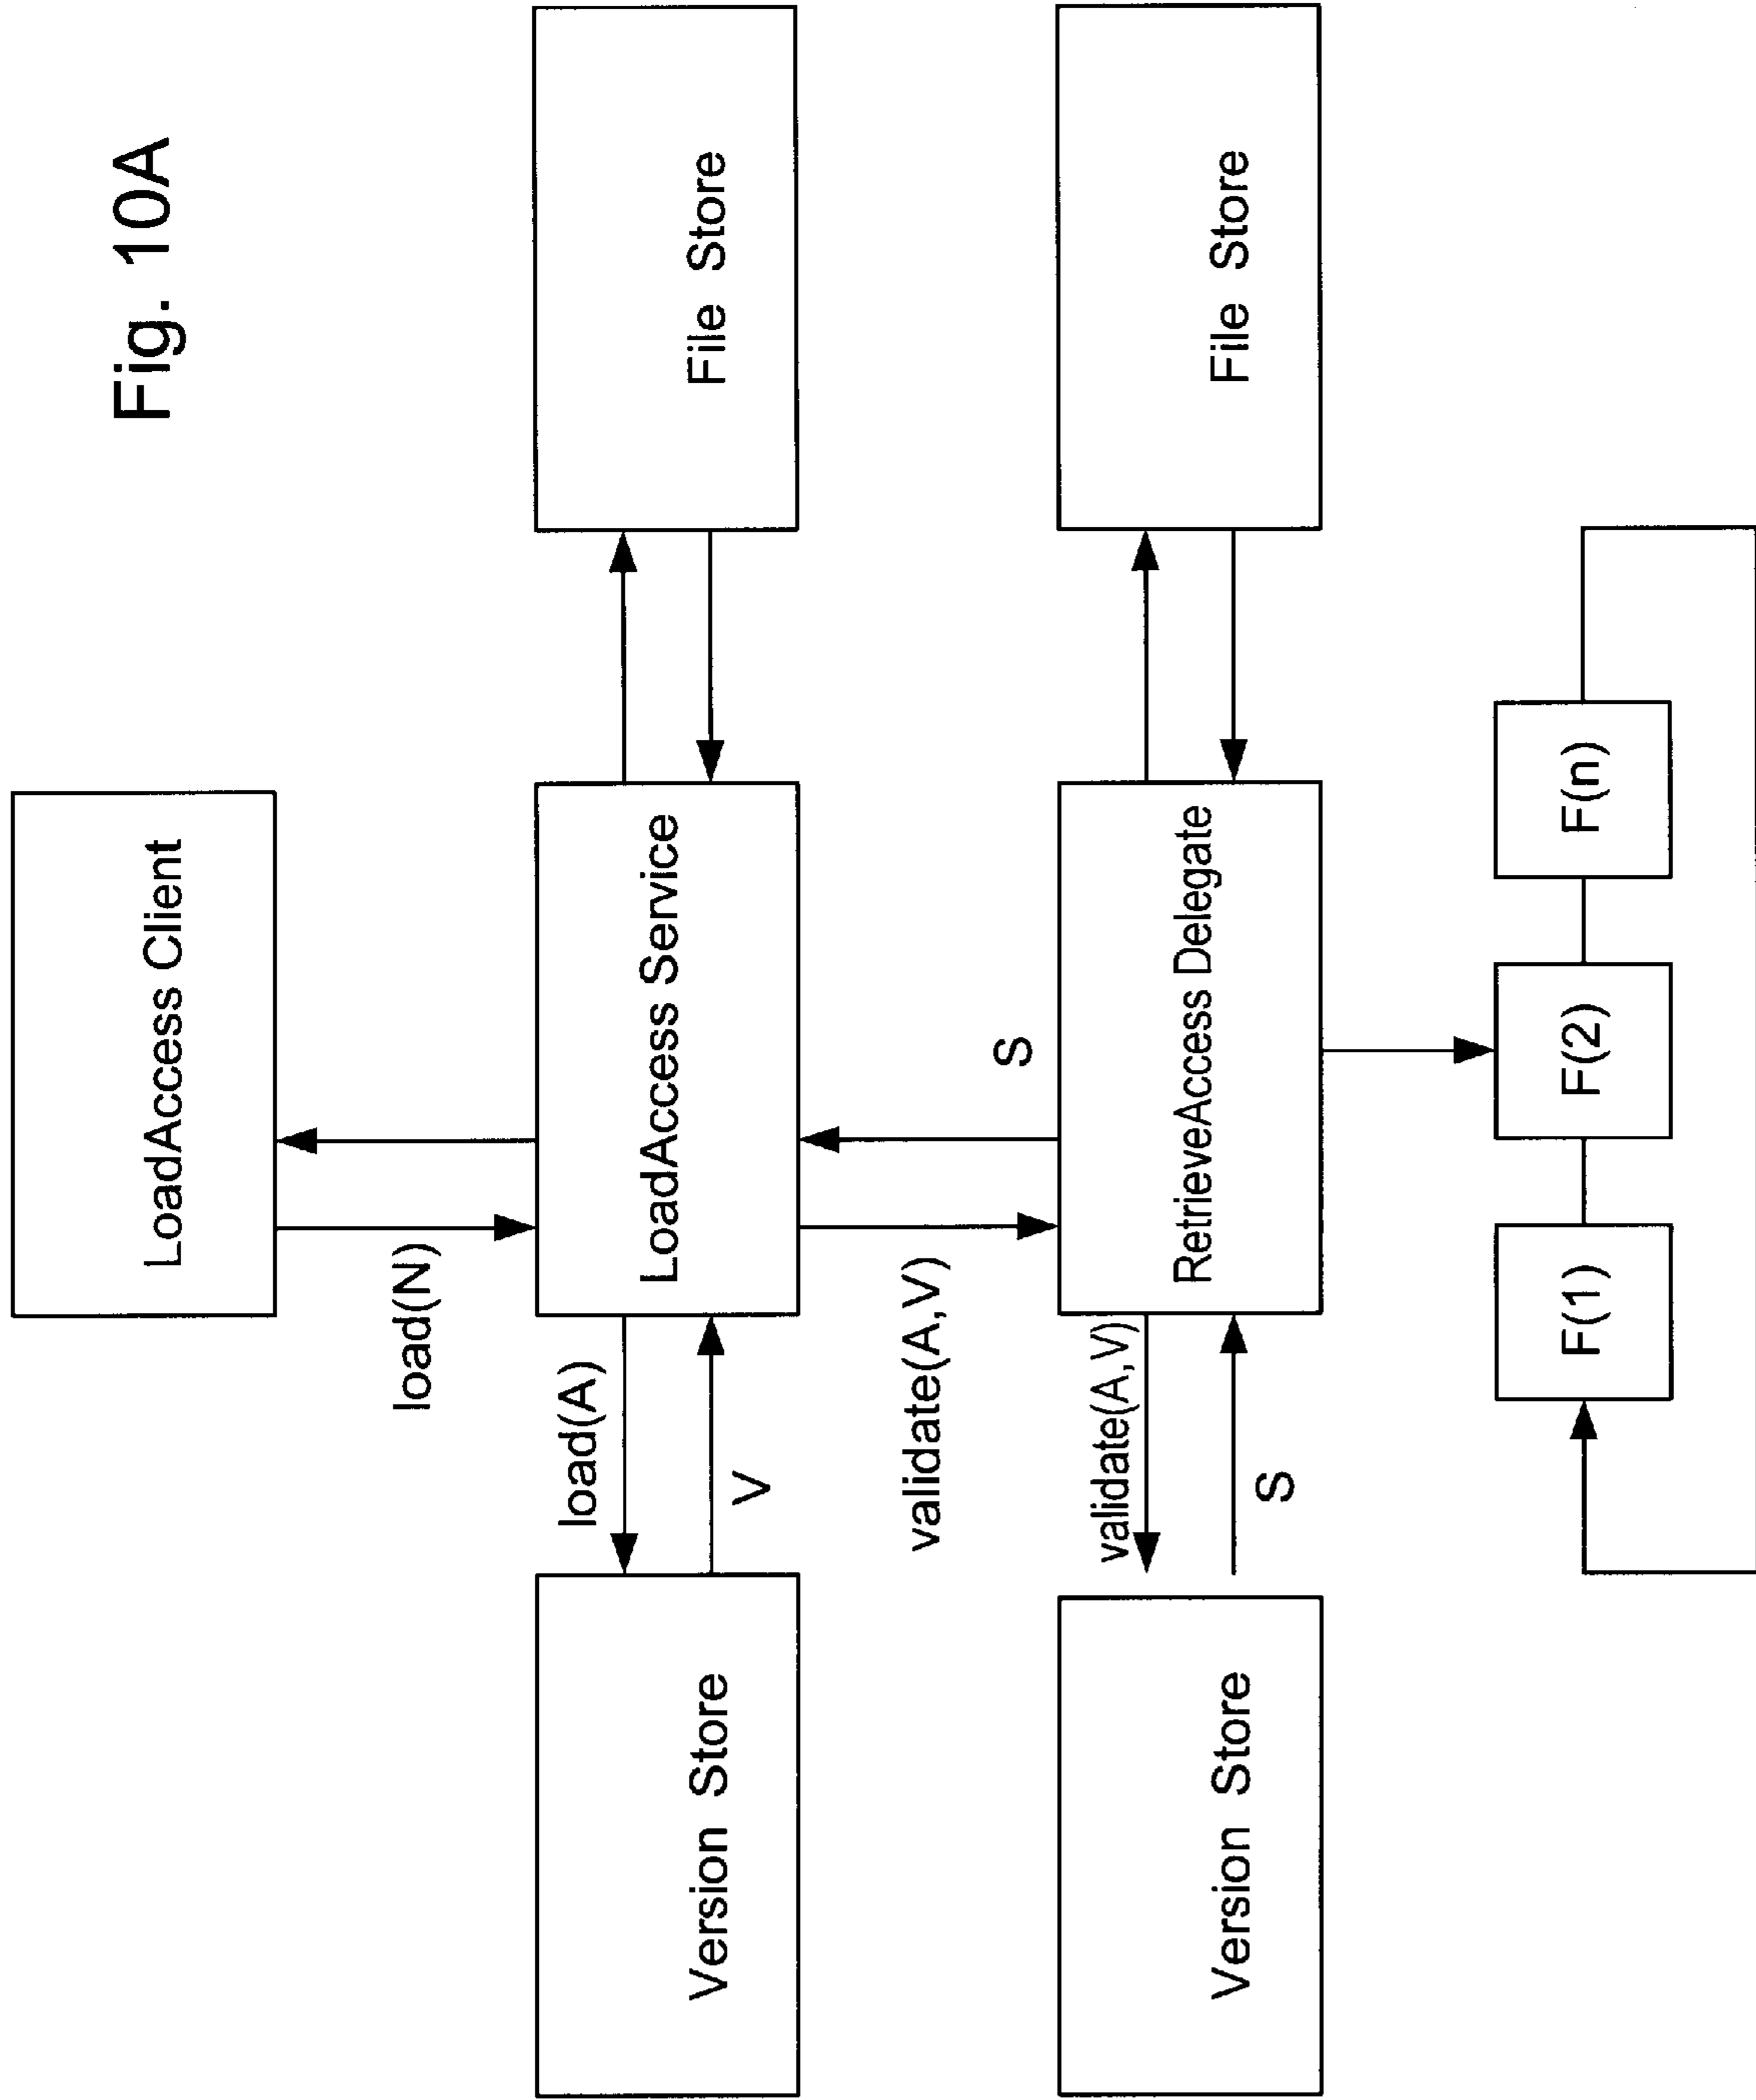 Fig. 10A
LoadAccess Client
load(N)
Version Store
load(A)
V
LoadAccess Service
File Store
validate(A,V)
S
Version Store
validate(A,V)
S
RetrieveAccess Delegate
File Store
F(1)
F(2)
F(n)